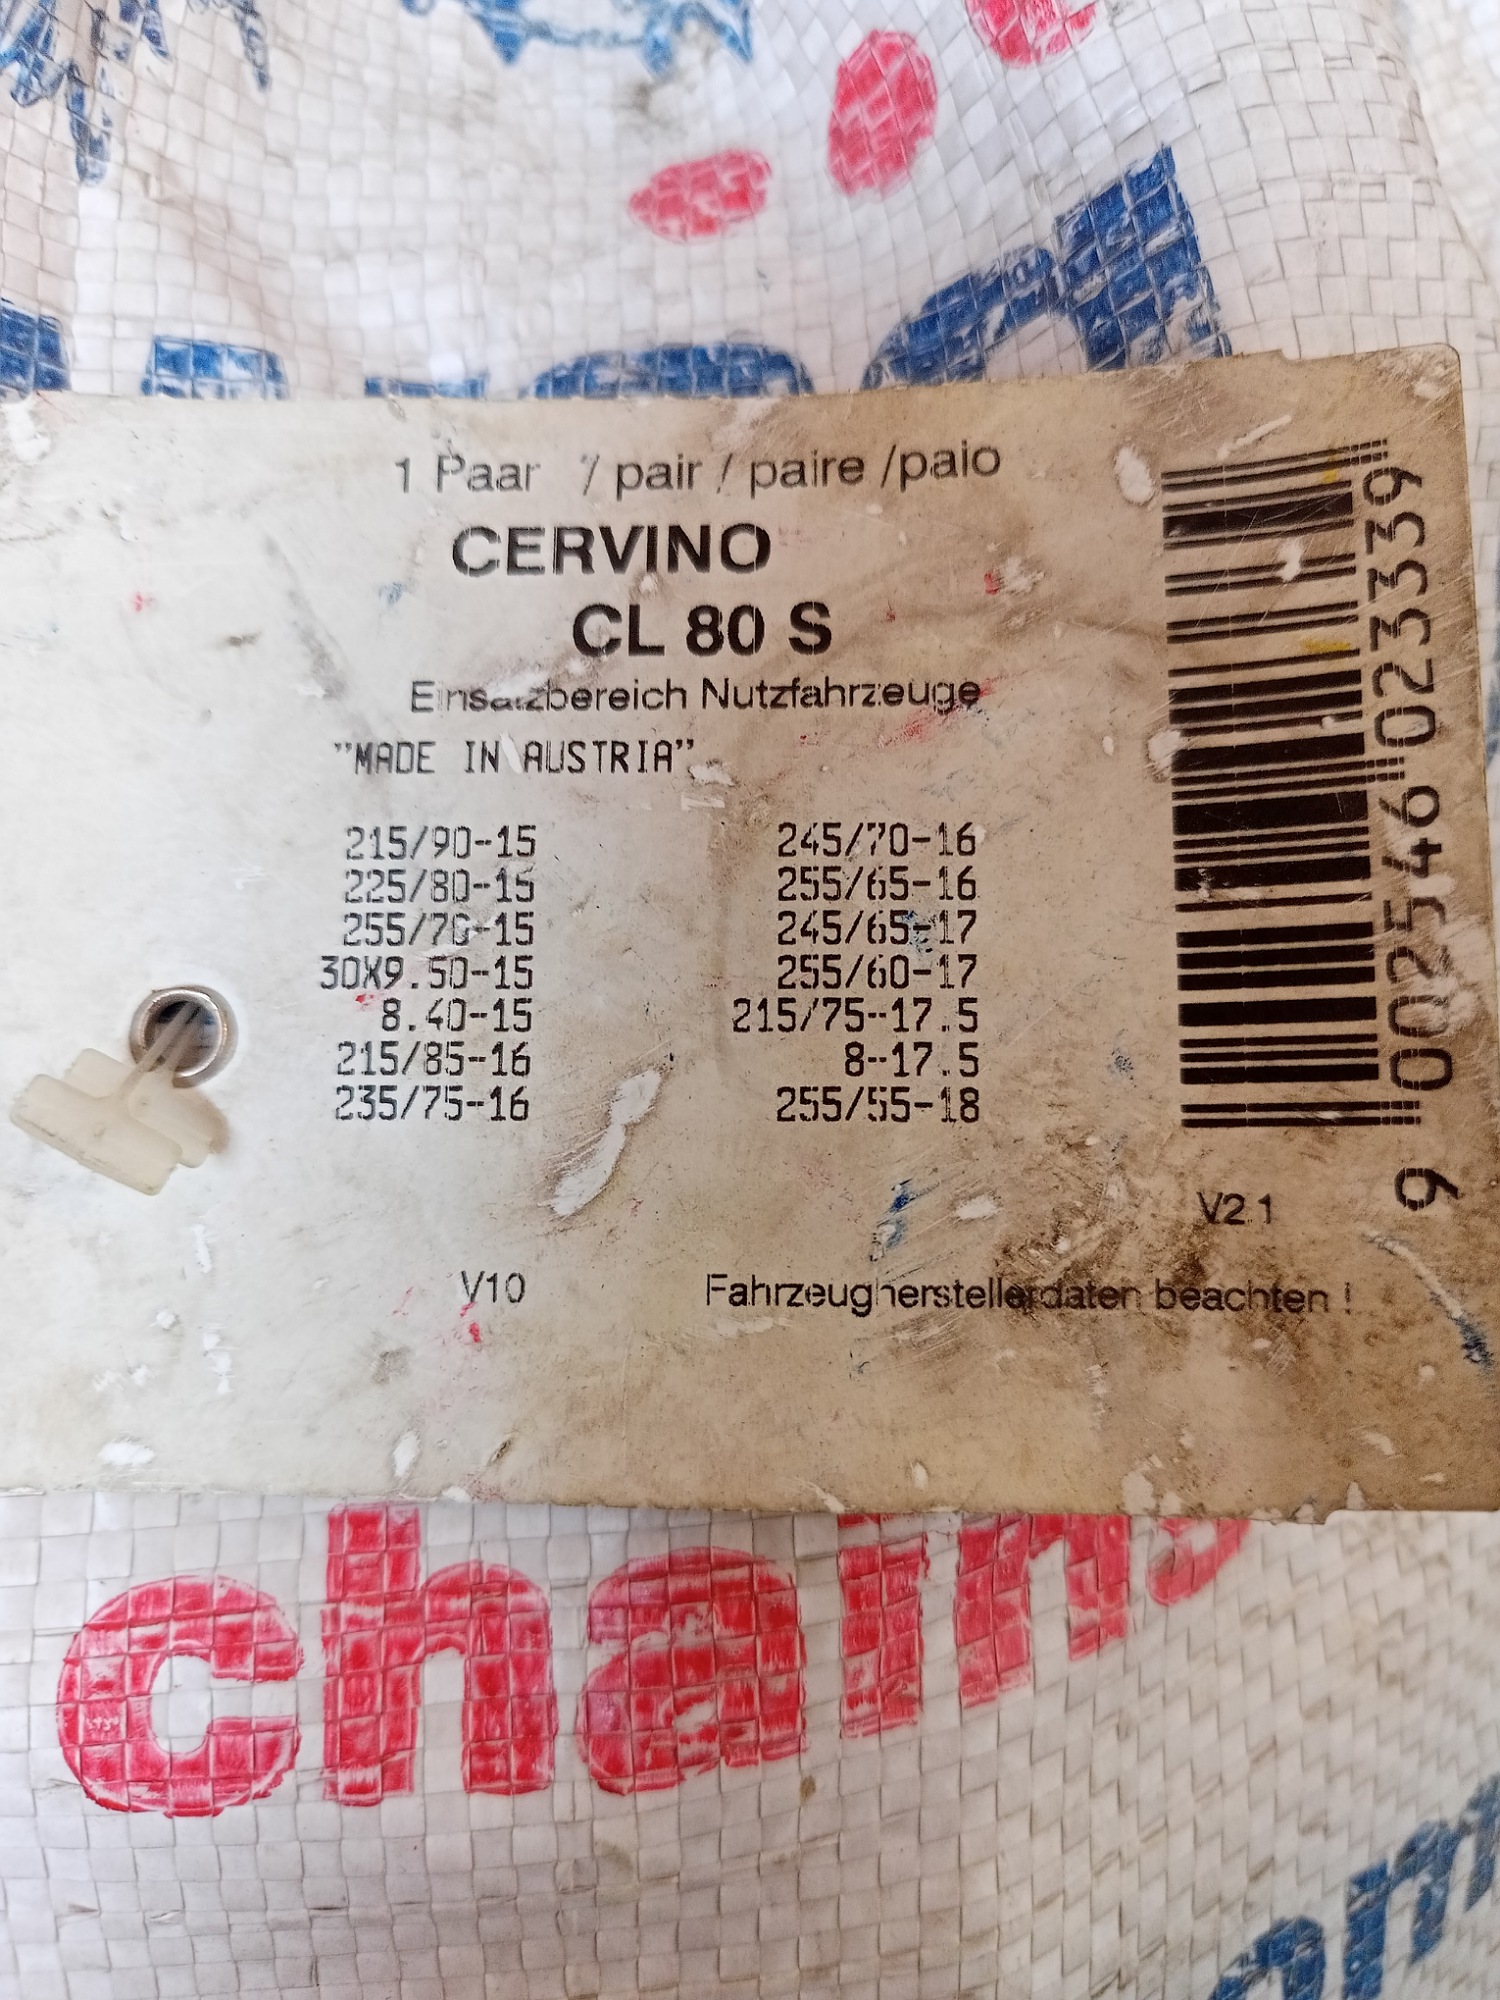 1 Paar / pair / paire /paio
CERVINO
CL 80 S
Einsatzbereich Nutzfahrzeuge
"MADE IN AUSTRIA"
215/90-15
225/80-15
255/70-15
30X9.50-15
8.40-15
215/85-16
235/75-16
245/70-16
255/65-16
245/65-17
255/60-17
215/75-17.5
8-17.5
255/55-18
9 002546 023339
V2.1
V10
Fahrzeugherstellerdaten beachten !
chains